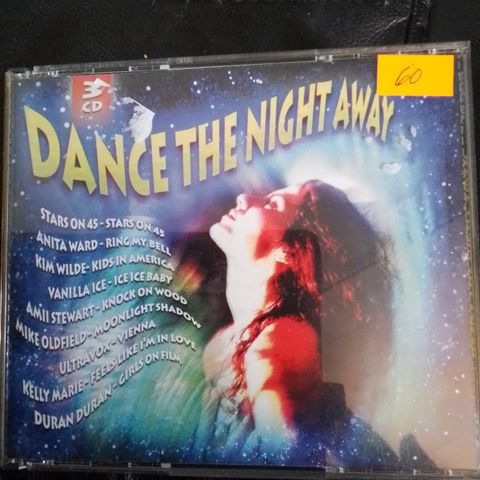 3
CD
60
DANCE THE NIGHT AWAY
STARS ON 45 - STARS ON 45
ANITA WARD - RING MY BELL
KIM WILDE - KIDS IN AMERICA
VANILLA ICE - ICE ICE BABY
AMII STEWART - KNOCK ON WOOD
MIKE OLDFIELD - MOONLIGHT SHADOW
ULTRAVOX - VIENNA
KELLY MARIE - FEELS LIKE I'M IN LOVE
DURAN DURAN - GIRLS ON FILM